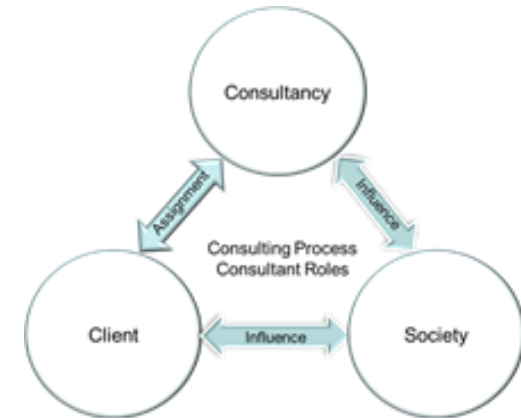 Consultancy
Assignment
Influence
Consulting Process
Consultant Roles
Client
Influence
Society